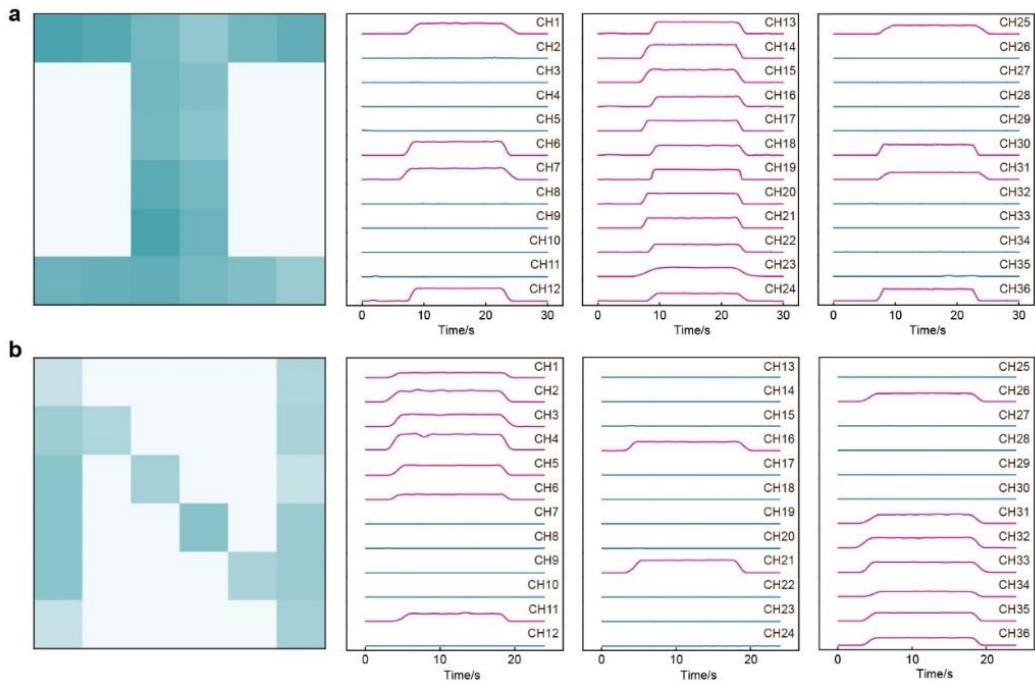 a
CH1
CH2
CH3
CH4
CH5
CH6
CH7
CH8
CH9
CH10
CH11
CH12
0
10
20
30
Time/s
CH13
CH14
CH15
CH16
CH17
CH18
CH19
CH20
CH21
CH22
CH23
CH24
0
10
20
30
Time/s
CH25
CH26
CH27
CH28
CH29
CH30
CH31
CH32
CH33
CH34
CH35
CH36
0
10
20
30
Time/s
b
CH1
CH2
CH3
CH4
CH5
CH6
CH7
CH8
CH9
CH10
CH11
CH12
0
10
20
Time/s
CH13
CH14
CH15
CH16
CH17
CH18
CH19
CH20
CH21
CH22
CH23
CH24
0
10
20
Time/s
CH25
CH26
CH27
CH28
CH29
CH30
CH31
CH32
CH33
CH34
CH35
CH36
0
10
20
Time/s